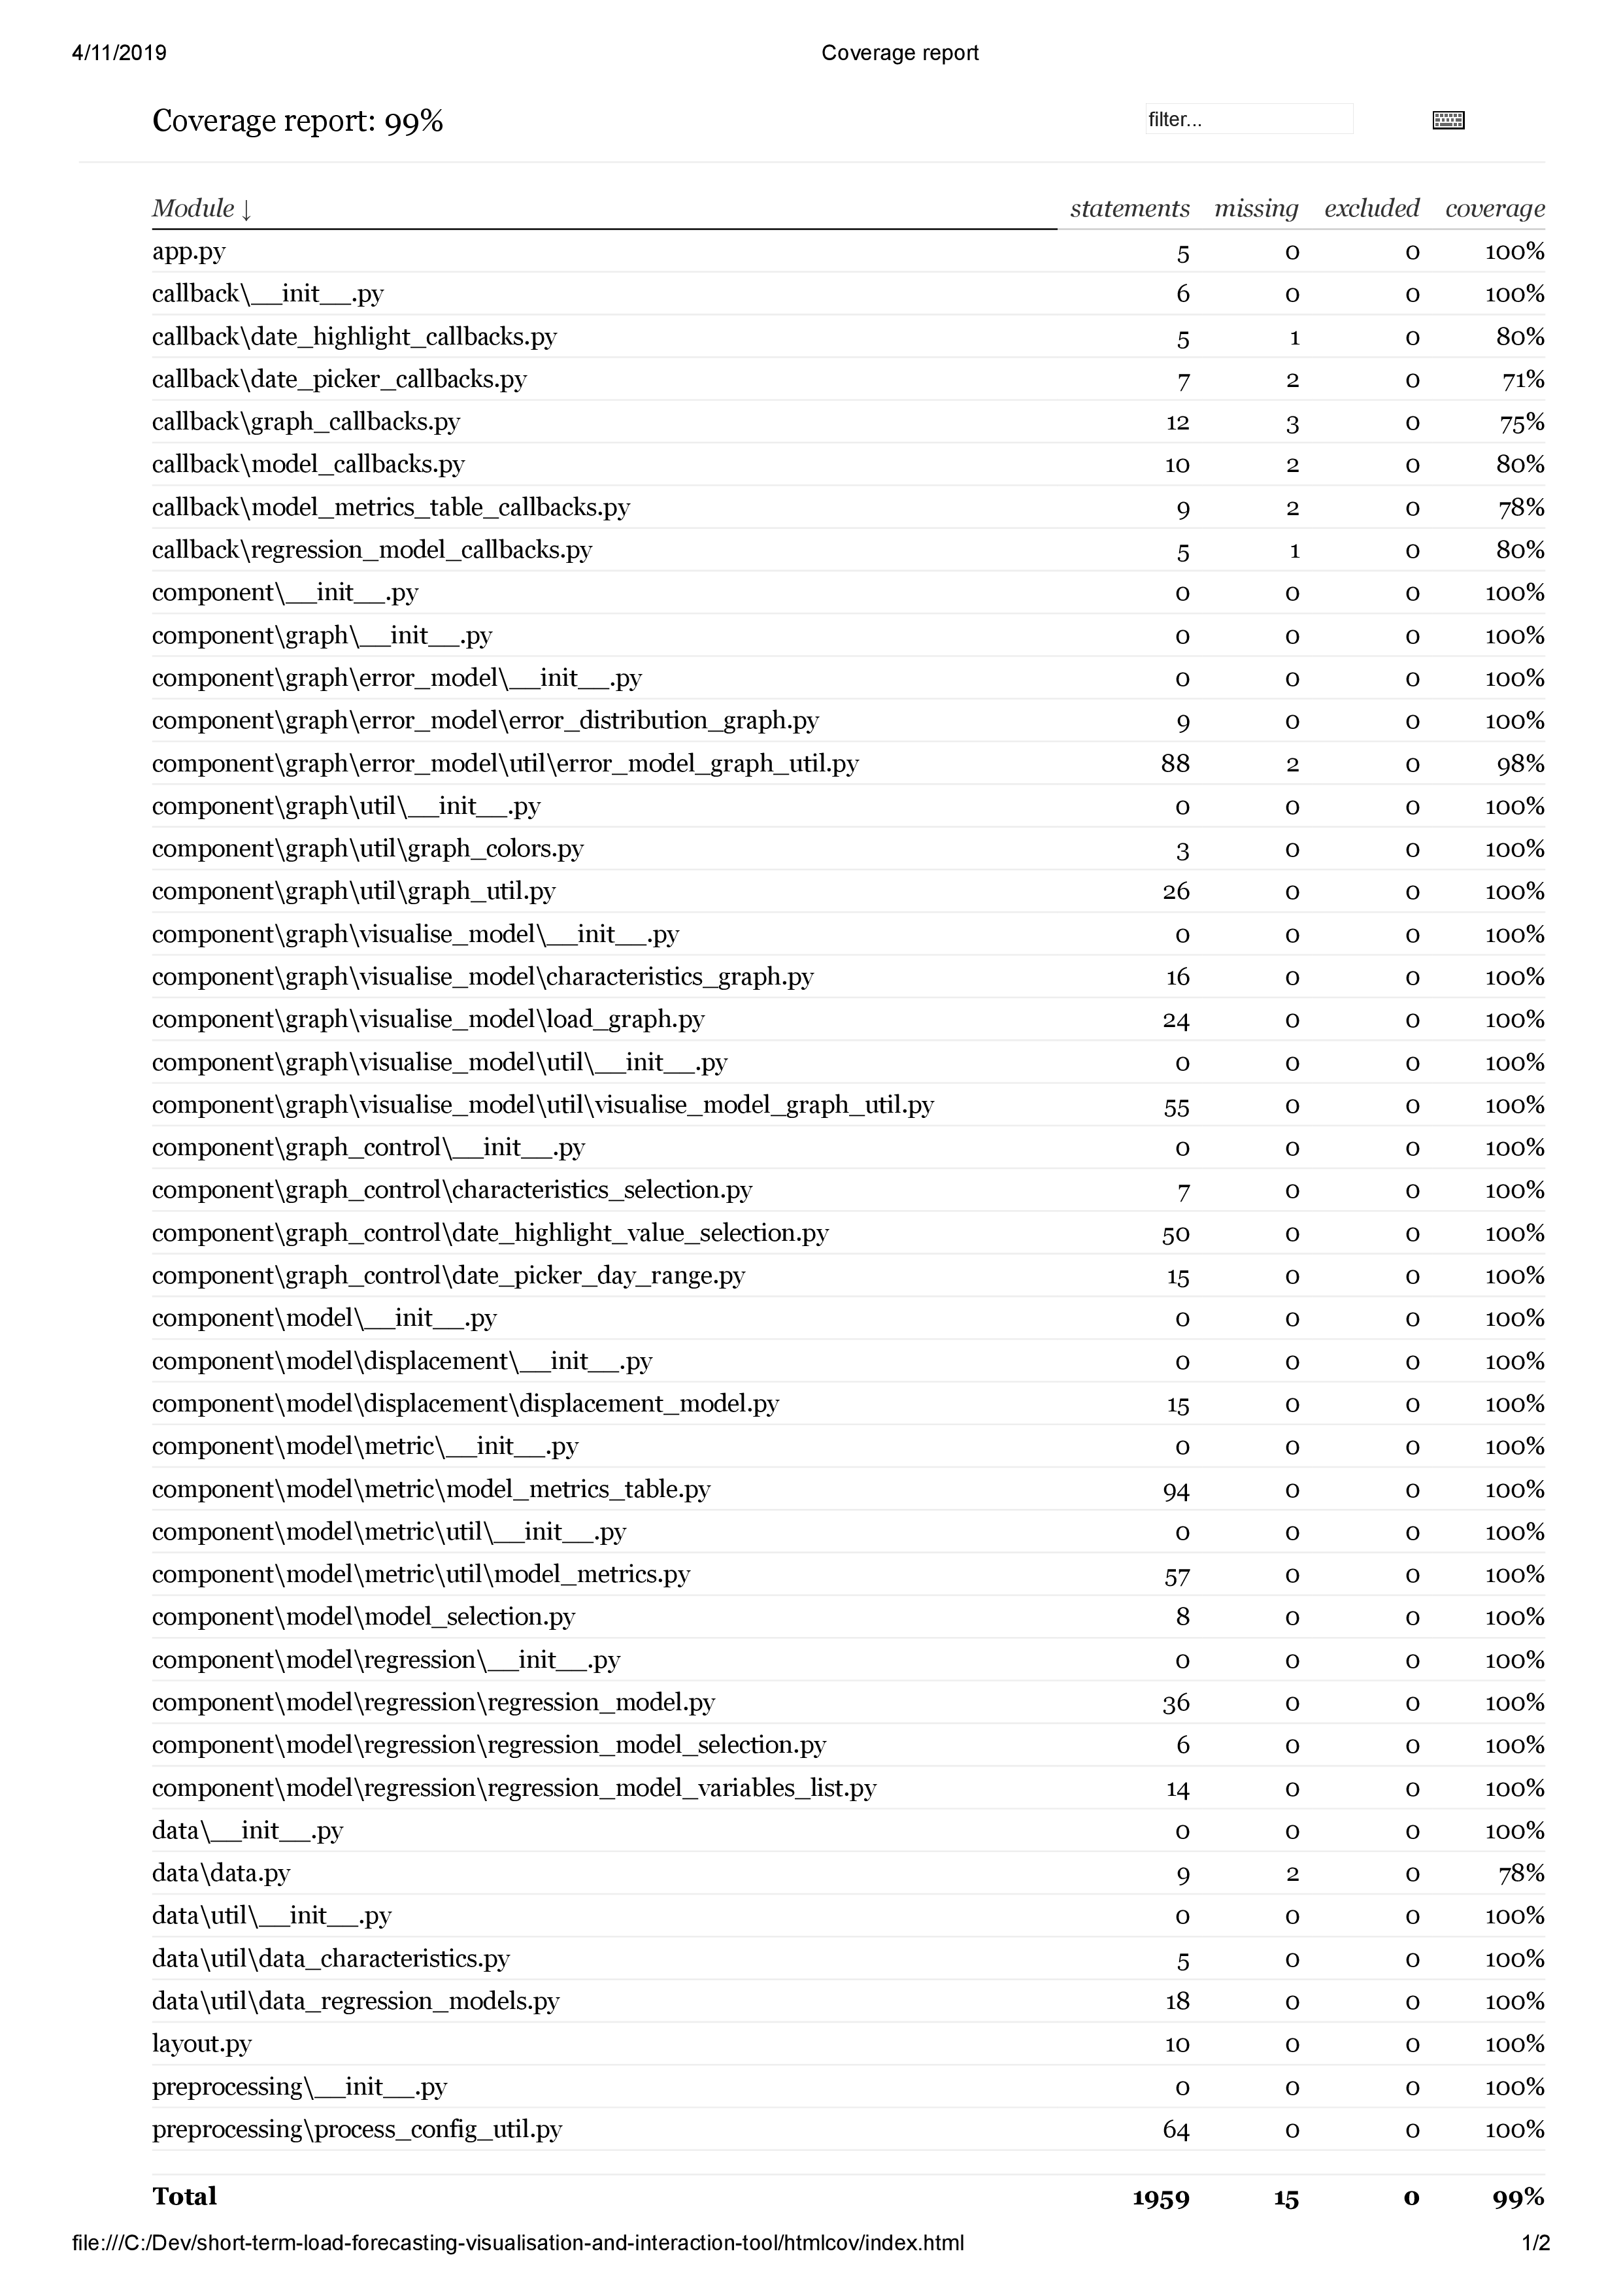 4/11/2019 Coverage report
Coverage report: 99% filter...
Module ↓ statements missing excluded coverage
app.py 5 0 0 100%
callback\__init__.py 6 0 0 100%
callback\date_highlight_callbacks.py 5 1 0 80%
callback\date_picker_callbacks.py 7 2 0 71%
callback\graph_callbacks.py 12 3 0 75%
callback\model_callbacks.py 10 2 0 80%
callback\model_metrics_table_callbacks.py 9 2 0 78%
callback\regression_model_callbacks.py 5 1 0 80%
component\__init__.py 0 0 0 100%
component\graph\__init__.py 0 0 0 100%
component\graph\error_model\__init__.py 0 0 0 100%
component\graph\error_model\error_distribution_graph.py 9 0 0 100%
component\graph\error_model\util\error_model_graph_util.py 88 2 0 98%
component\graph\util\__init__.py 0 0 0 100%
component\graph\util\graph_colors.py 3 0 0 100%
component\graph\util\graph_util.py 26 0 0 100%
component\graph\visualise_model\__init__.py 0 0 0 100%
component\graph\visualise_model\characteristics_graph.py 16 0 0 100%
component\graph\visualise_model\load_graph.py 24 0 0 100%
component\graph\visualise_model\util\__init__.py 0 0 0 100%
component\graph\visualise_model\util\visualise_model_graph_util.py 55 0 0 100%
component\graph_control\__init__.py 0 0 0 100%
component\graph_control\characteristics_selection.py 7 0 0 100%
component\graph_control\date_highlight_value_selection.py 50 0 0 100%
component\graph_control\date_picker_day_range.py 15 0 0 100%
component\model\__init__.py 0 0 0 100%
component\model\displacement\__init__.py 0 0 0 100%
component\model\displacement\displacement_model.py 15 0 0 100%
component\model\metric\__init__.py 0 0 0 100%
component\model\metric\model_metrics_table.py 94 0 0 100%
component\model\metric\util\__init__.py 0 0 0 100%
component\model\metric\util\model_metrics.py 57 0 0 100%
component\model\model_selection.py 8 0 0 100%
component\model\regression\__init__.py 0 0 0 100%
component\model\regression\regression_model.py 36 0 0 100%
component\model\regression\regression_model_selection.py 6 0 0 100%
component\model\regression\regression_model_variables_list.py 14 0 0 100%
data\__init__.py 0 0 0 100%
data\data.py 9 2 0 78%
data\util\__init__.py 0 0 0 100%
data\util\data_characteristics.py 5 0 0 100%
data\util\data_regression_models.py 18 0 0 100%
layout.py 10 0 0 100%
preprocessing\__init__.py 0 0 0 100%
preprocessing\process_config_util.py 64 0 0 100%
Total 1959 15 0 99%
file:///C:/Dev/short-term-load-forecasting-visualisation-and-interaction-tool/htmlcov/index.html 1/2